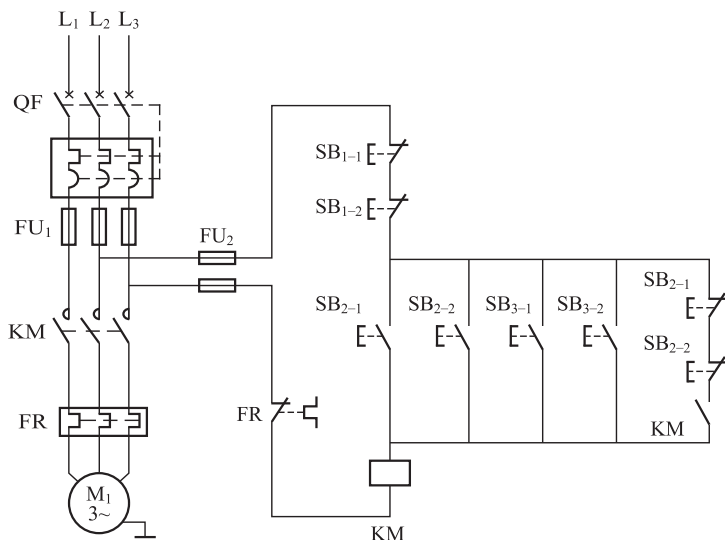 L₁ L₂ L₃
QF
SB₁₋₁
SB₁₋₂
FU₁
FU₂
SB₂₋₁
SB₂₋₂
SB₃₋₁
SB₃₋₂
SB₂₋₁
KM
SB₂₋₂
FR
FR
KM
M₁
3~
KM